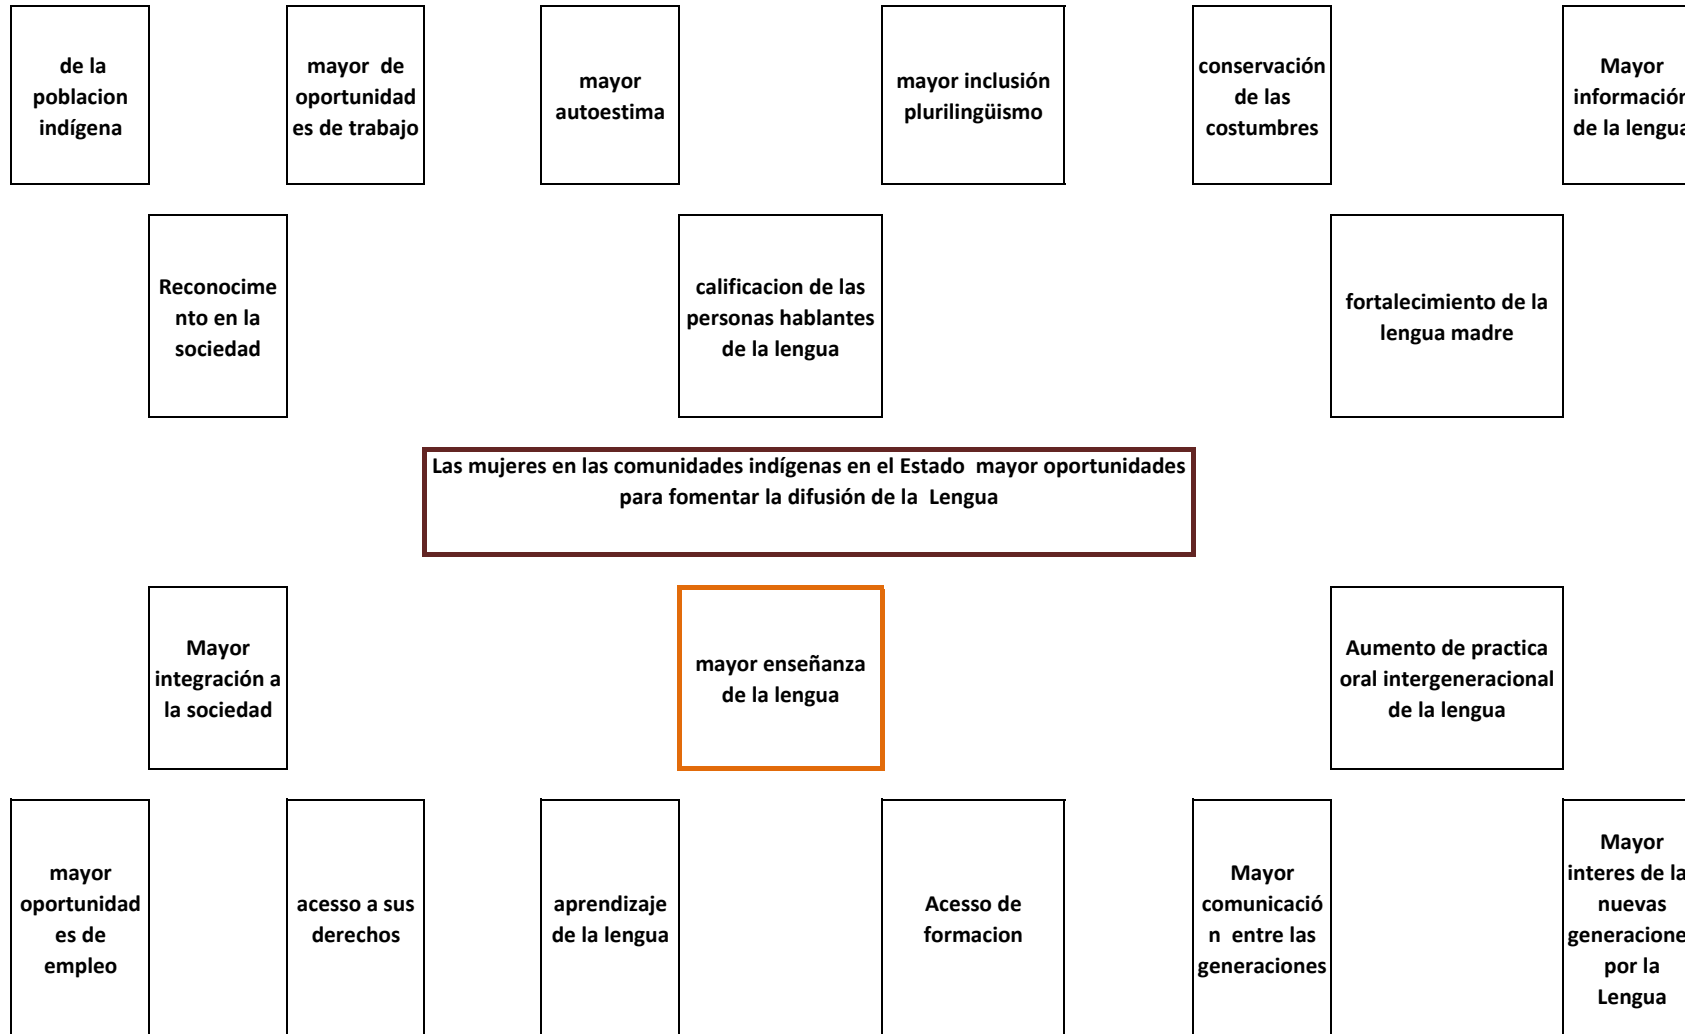 de la
poblacion
indígena
mayor de
oportunidad
es de trabajo
mayor
autoestima
mayor inclusión
plurilingüismo
conservación
de las
costumbres
Mayor
información
de la lengua
Reconocime
nto en la
sociedad
calificacion de las
personas hablantes
de la lengua
fortalecimiento de la
lengua madre
Las mujeres en las comunidades indígenas en el Estado mayor oportunidades
para fomentar la difusión de la Lengua
Mayor
integración a
la sociedad
mayor enseñanza
de la lengua
Aumento de practica
oral intergeneracional
de la lengua
mayor
oportunidad
es de
empleo
acesso a sus
derechos
aprendizaje
de la lengua
Acesso de
formacion
Mayor
comunicació
n entre las
generaciones
Mayor
interes de la
nuevas
generacione
por la
Lengua